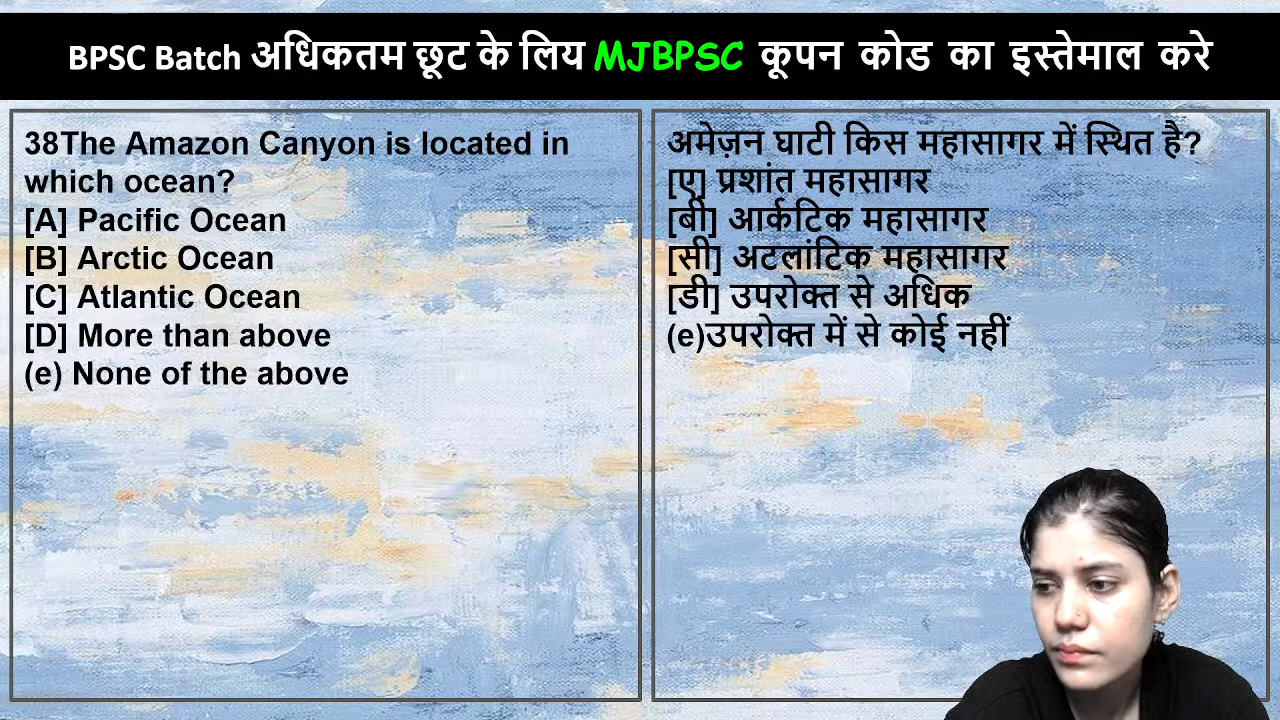 BPSC Batch अधिकतम छूट के लिय MJBPSC कूपन कोड का इस्तेमाल करे
38The Amazon Canyon is located in
which ocean?
[A] Pacific Ocean
[B] Arctic Ocean
[C] Atlantic Ocean
[D] More than above
(e) None of the above
अमेज़न घाटी किस महासागर में स्थित है?
[ए] प्रशांत महासागर
[बी] आर्कटिक महासागर
[सी] अटलांटिक महासागर
[डी] उपरोक्त से अधिक
(e)उपरोक्त में से कोई नहीं